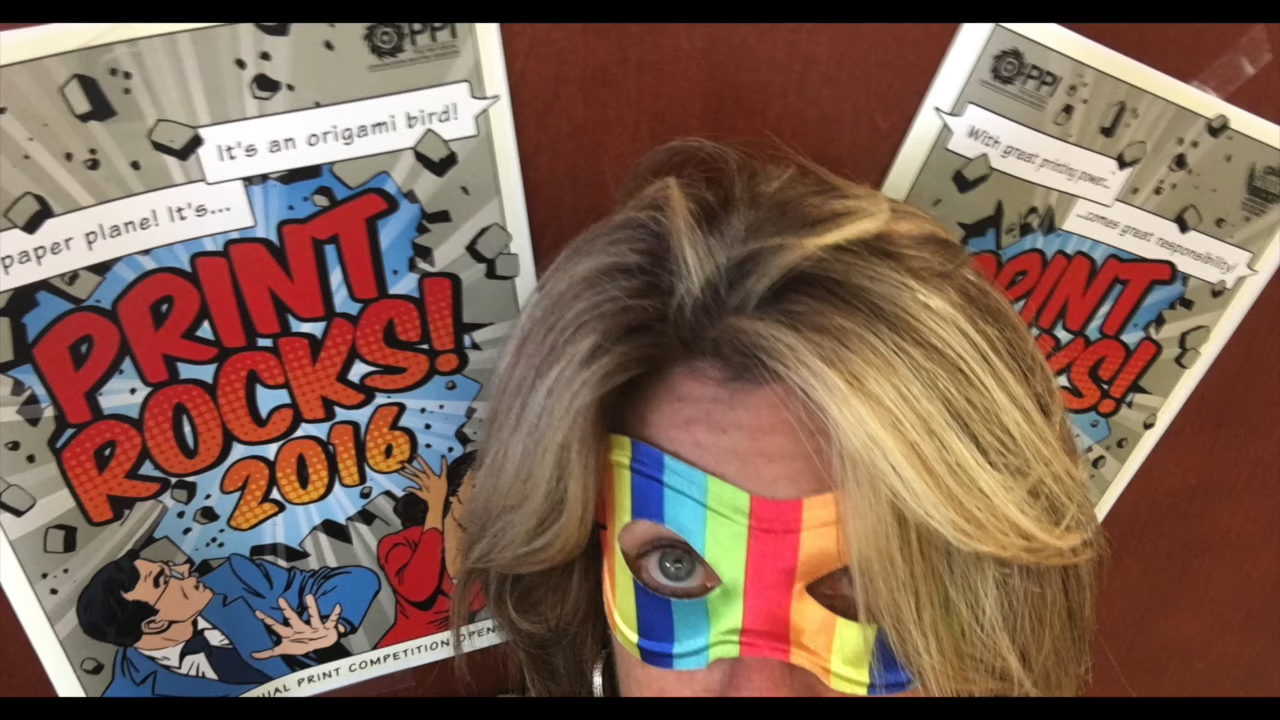 PPI
It's an origami bird!
paper plane! It's...
PRINT
ROCKS!
2016
UAL PRINT COMPETITION OPEN
PPI
With great printing power...
...comes great responsibility!
PRINT
KS!